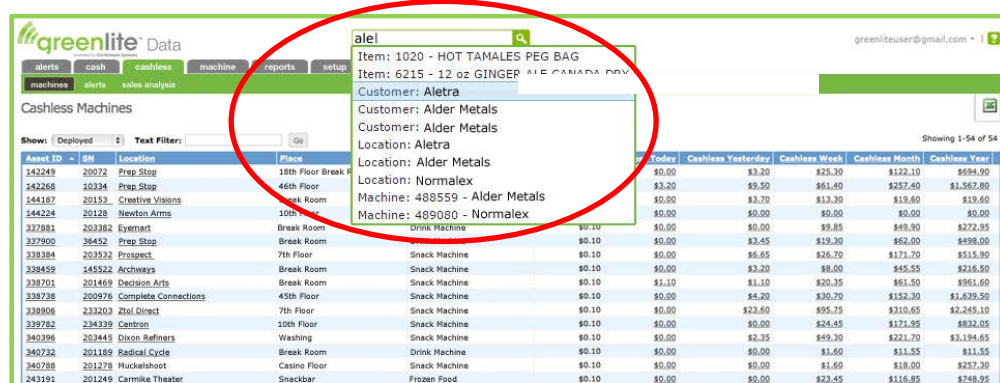 greenlite Data
alel
greenliteuser@gmail.com
?
alerts cash cashless machine reports setup
Item: 1020 - HOT TAMALES PEG BAG
Item: 6215 - 12 oz GINGER ALE CANADA DRY
machines alerts sales analysis
Customer: Aletra
Customer: Alder Metals
Customer: Alder Metals
Location: Aletra
Location: Alder Metals
Location: Normalex
Machine: 488559 - Alder Metals
Machine: 489080 - Normalex
Cashless Machines
Show: Deployed Text Filter: Go Showing 1-54 of 54
Asset ID SN Location Place Today Cashless Yesterday Cashless Week Cashless Month Cashless Year
142249 20072 Prep Stop 18th Floor Break $0.00 $3.20 $25.30 $122.10 $694.90
142268 10334 Prep Stop 46th Floor $3.20 $9.50 $61.40 $257.40 $1,567.80
144187 20153 Creative Visions Break Room $0.00 $3.70 $13.30 $19.60 $19.60
144224 20128 Newton Arms 10th $0.00 $0.00 $0.00 $0.00 $0.00
337881 203382 Eyemart Break Room Drink Machine $0.10 $0.00 $0.00 $9.85 $49.90 $272.95
337900 36452 Prep Stop Break Room $0.10 $0.00 $3.45 $19.30 $62.00 $498.00
338384 203532 Prospect 7th Floor Snack Machine $0.10 $0.00 $6.65 $26.70 $171.70 $515.90
338459 145522 Archways Break Room Snack Machine $0.10 $0.00 $3.20 $8.00 $45.55 $216.50
338701 201469 Decision Arts Break Room Snack Machine $0.10 $1.10 $1.10 $20.35 $61.50 $961.60
338738 200976 Complete Connections 45th Floor Snack Machine $0.10 $0.00 $4.20 $30.70 $152.30 $1,639.50
338906 233203 Ztol Direct 7th Floor Snack Machine $0.10 $0.00 $23.60 $95.75 $310.65 $2,245.10
339762 234339 Centron 10th Floor Snack Machine $0.10 $0.00 $0.00 $24.45 $171.95 $832.05
340396 203445 Dixon Refiners Washing Snack Machine $0.10 $0.00 $2.35 $49.30 $221.70 $3,194.65
340732 201189 Radical Cycle Break Room Drink Machine $0.10 $0.00 $0.00 $1.60 $11.55 $11.55
340788 201278 Muckelshoot Casino Floor Snack Machine $0.10 $0.00 $0.00 $1.60 $18.00 $257.30
243191 201249 Carmike Theater Snackbar Frozen Food $0.10 $0.00 $0.00 $23.45 $116.85 $748.95